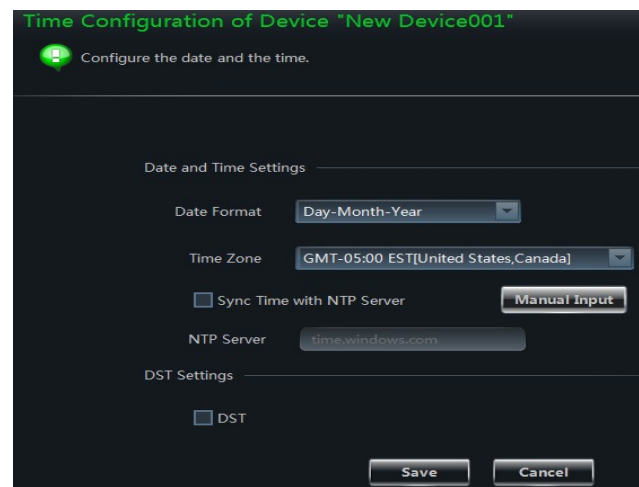 Time Configuration of Device "New Device001"
Configure the date and the time.
Date and Time Settings
Date Format Day-Month-Year
Time Zone GMT-05:00 EST[United States,Canada]
Sync Time with NTP Server Manual Input
NTP Server time.windows.com
DST Settings
DST
Save Cancel